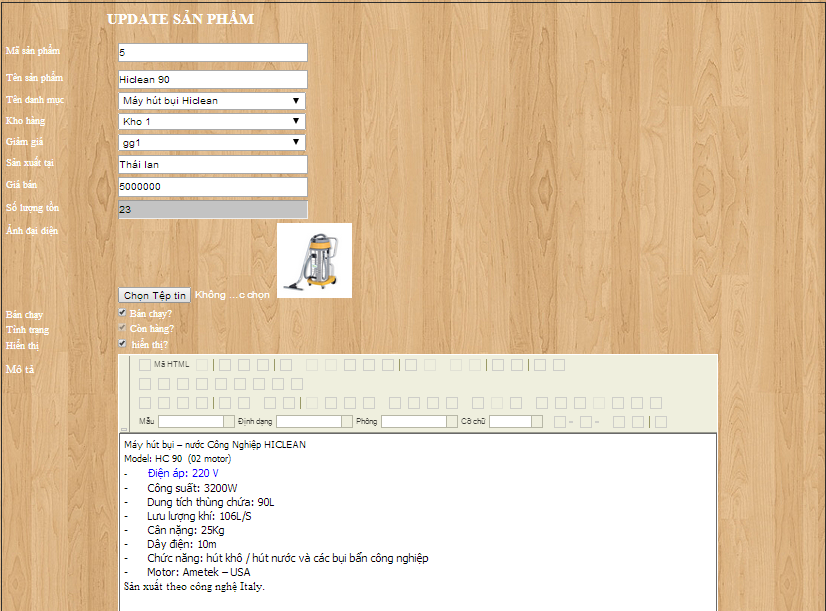 UPDATE SẢN PHẨM
Mã sản phẩm 5
Tên sản phẩm Hiclean 90
Tên danh mục Máy hút bụi Hiclean
Kho hàng Kho 1
Giảm giá gg1
Sản xuất tại Thái lan
Giá bán 5000000
Số lượng tồn 23
Ảnh đại diện
Chọn Tệp tin Không ...c chọn
Bán chạy Bán chạy?
Tình trạng Còn hàng?
Hiển thị hiển thị?
Mô tả
Mã HTML
Mẫu Định dạng Phông Cỡ chữ
Máy hút bụi – nước Công Nghiệp HICLEAN
Model: HC 90 (02 motor)
- Điện áp: 220 V
- Công suất: 3200W
- Dung tích thùng chứa: 90L
- Lưu lượng khí: 106L/S
- Cân nặng: 25Kg
- Dây điện: 10m
- Chức năng: hút khô / hút nước và các bụi bẩn công nghiệp
- Motor: Ametek – USA
Sản xuất theo công nghệ Italy.